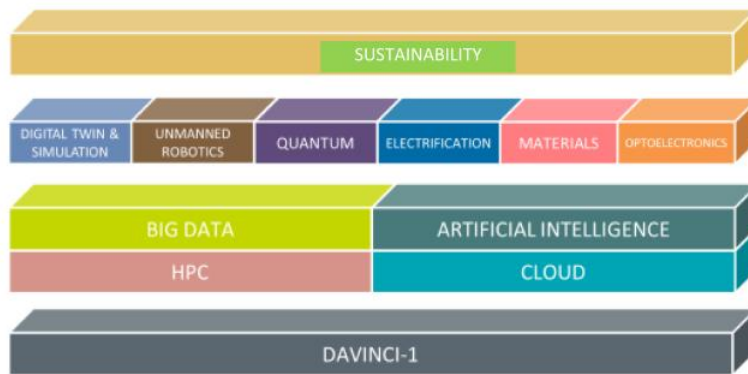 SUSTAINABILITY
DIGITAL TWIN &
SIMULATION
UNMANNED
ROBOTICS
QUANTUM
ELECTRIFICATION
MATERIALS
OPTOELECTRONICS
BIG DATA
ARTIFICIAL INTELLIGENCE
HPC
CLOUD
DAVINCI-1